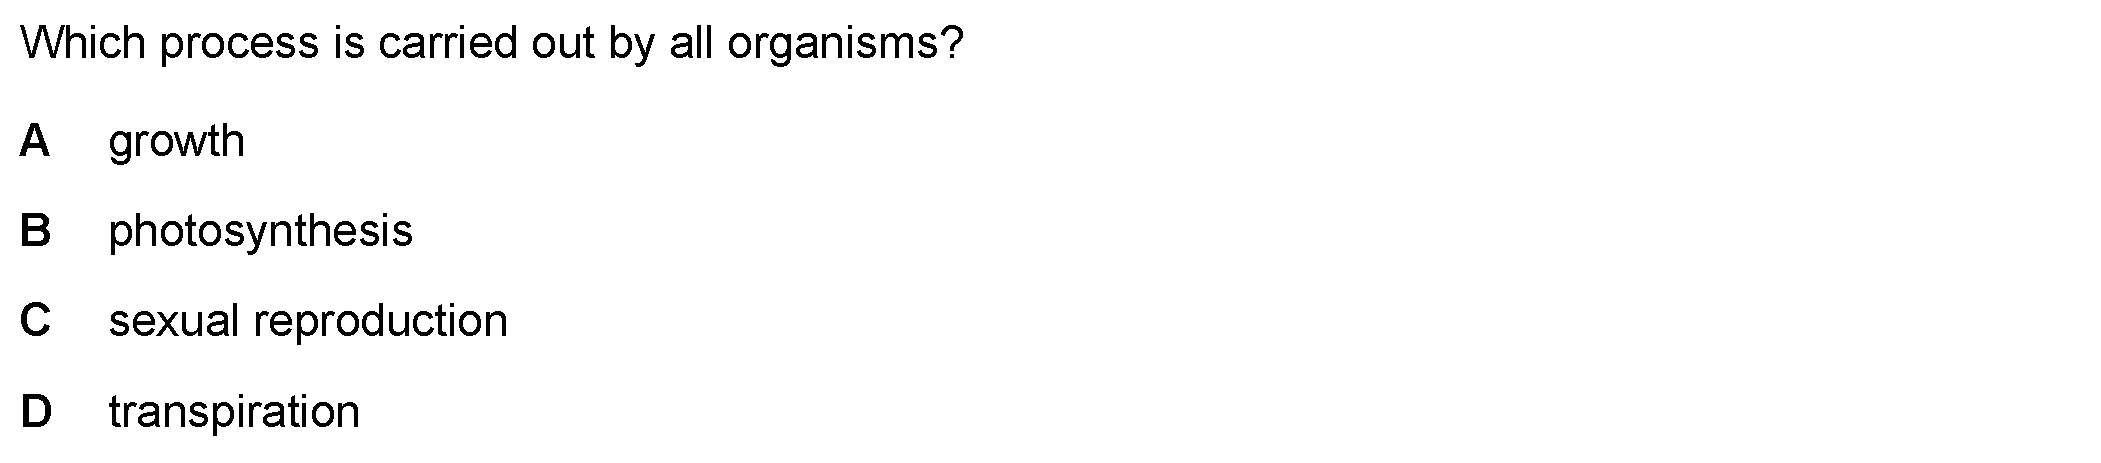 Which process is carried out by all organisms?
A growth
B photosynthesis
C sexual reproduction
D transpiration